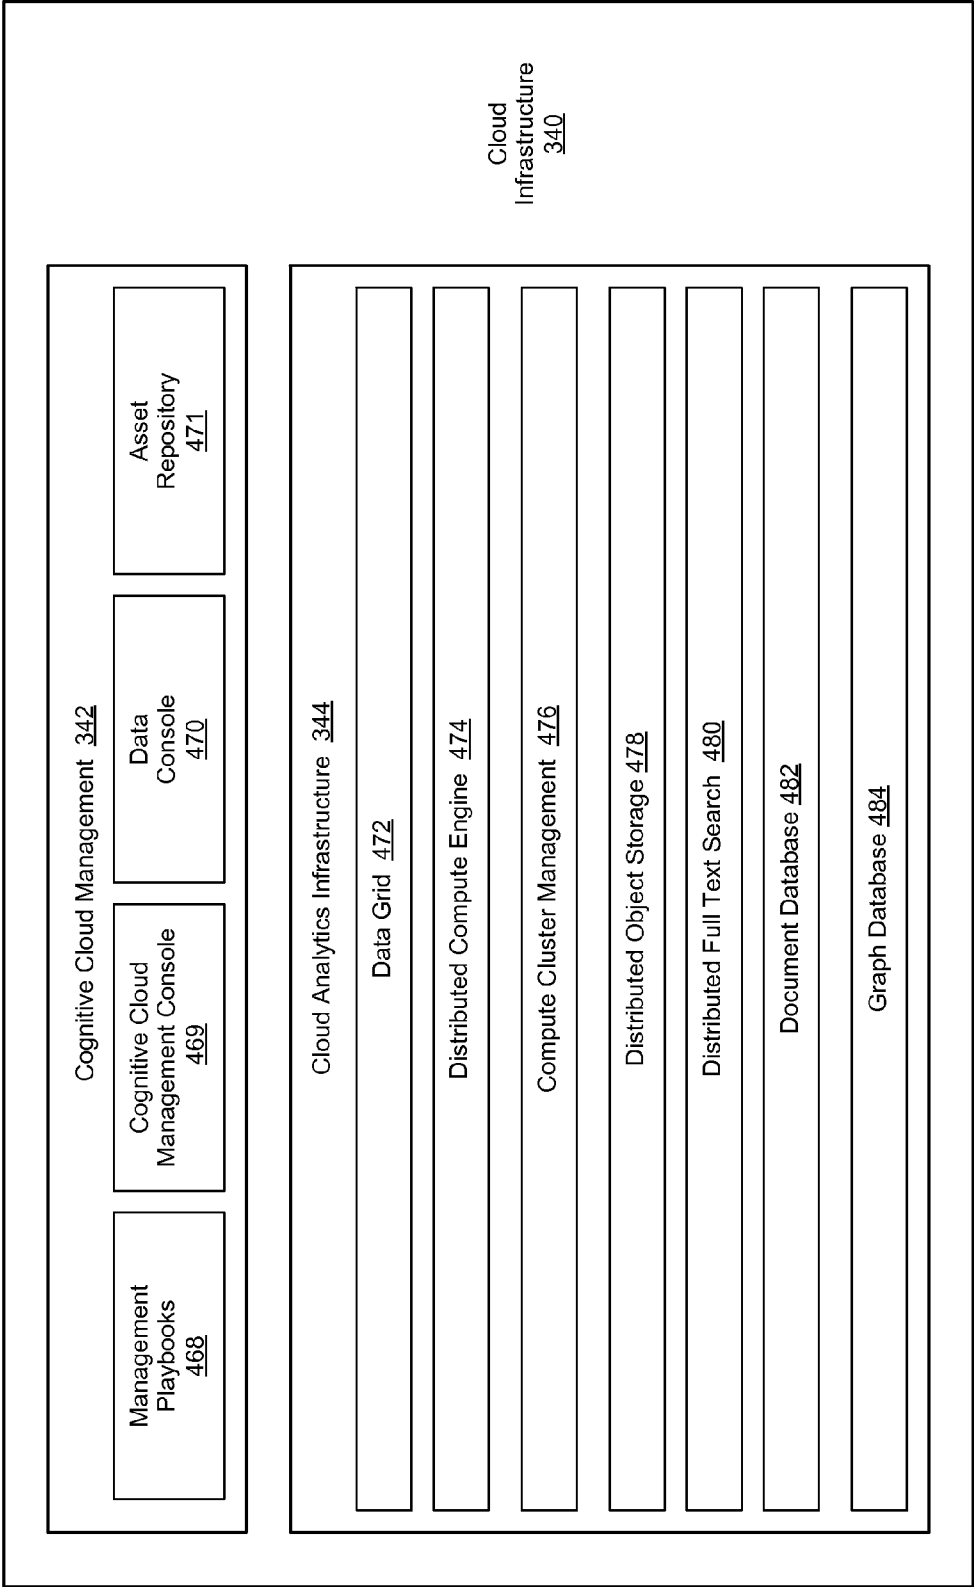 Cognitive Cloud Management 342
Management
Playbooks
468
Cognitive Cloud
Management Console
469
Data
Console
470
Asset
Repository
471
Cloud Analytics Infrastructure 344
Data Grid 472
Distributed Compute Engine 474
Compute Cluster Management 476
Distributed Object Storage 478
Distributed Full Text Search 480
Document Database 482
Graph Database 484
Cloud
Infrastructure
340